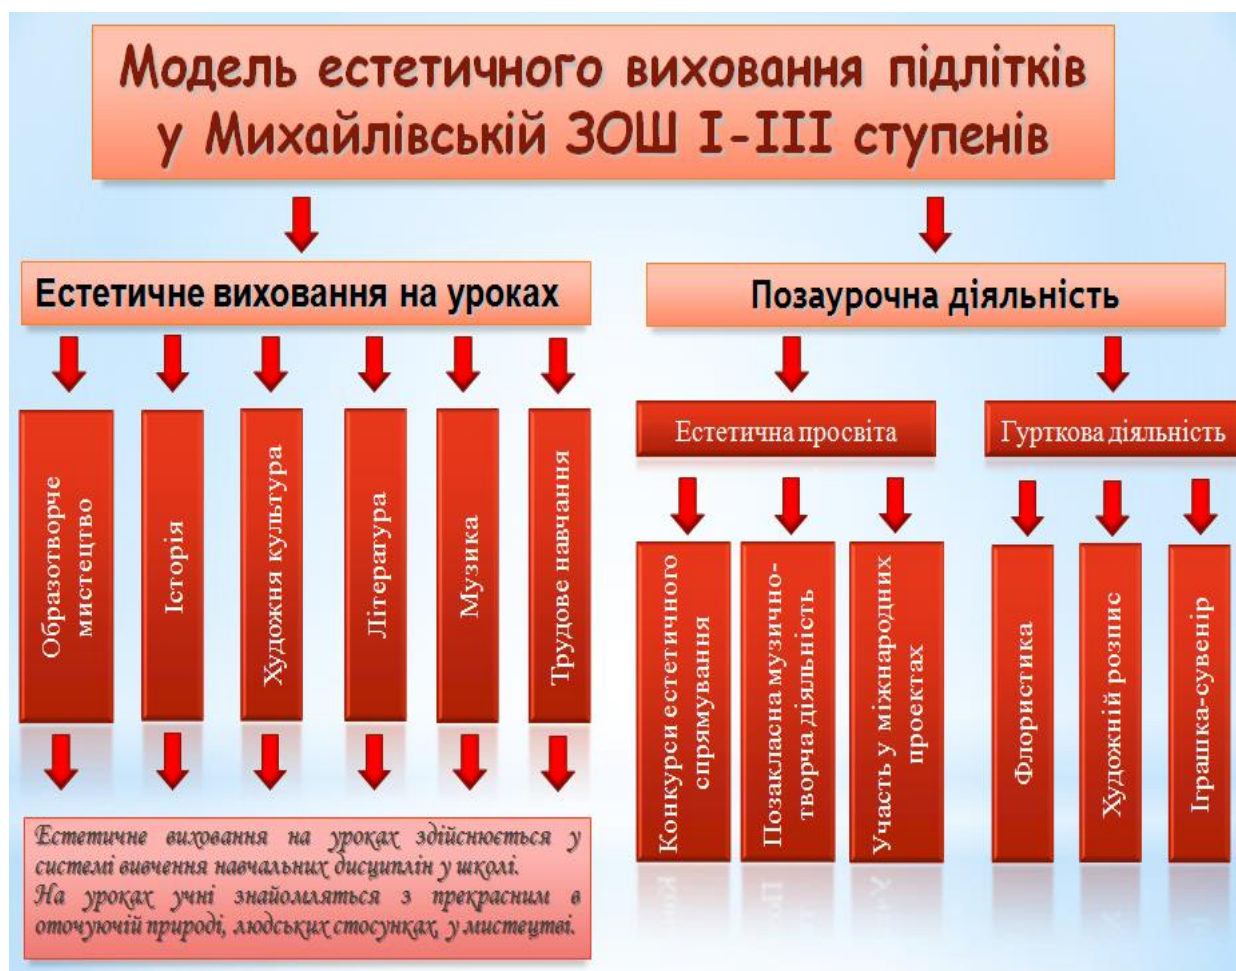 Модель естетичного виховання підлітків
у Михайлівській ЗОШ І-ІІІ ступенів
Естетичне виховання на уроках
Позаурочна діяльність
Естетична просвіта
Гурткова діяльність
Образотворче
мистецтво
Історія
Художня культура
Література
Музика
Трудове навчання
Конкурси естетичного
спрямування
Позакласна музично-
творча діяльність
Участь у міжнародних
проектах
Флористика
Художній розпис
Іграшка-сувенір
Естетичне виховання на уроках здійснюється у
системі вивчення навчальних дисциплін у школі.
На уроках учні знайомляться з прекрасним в
оточуючій природі, людських стосунках, у мистецтві.